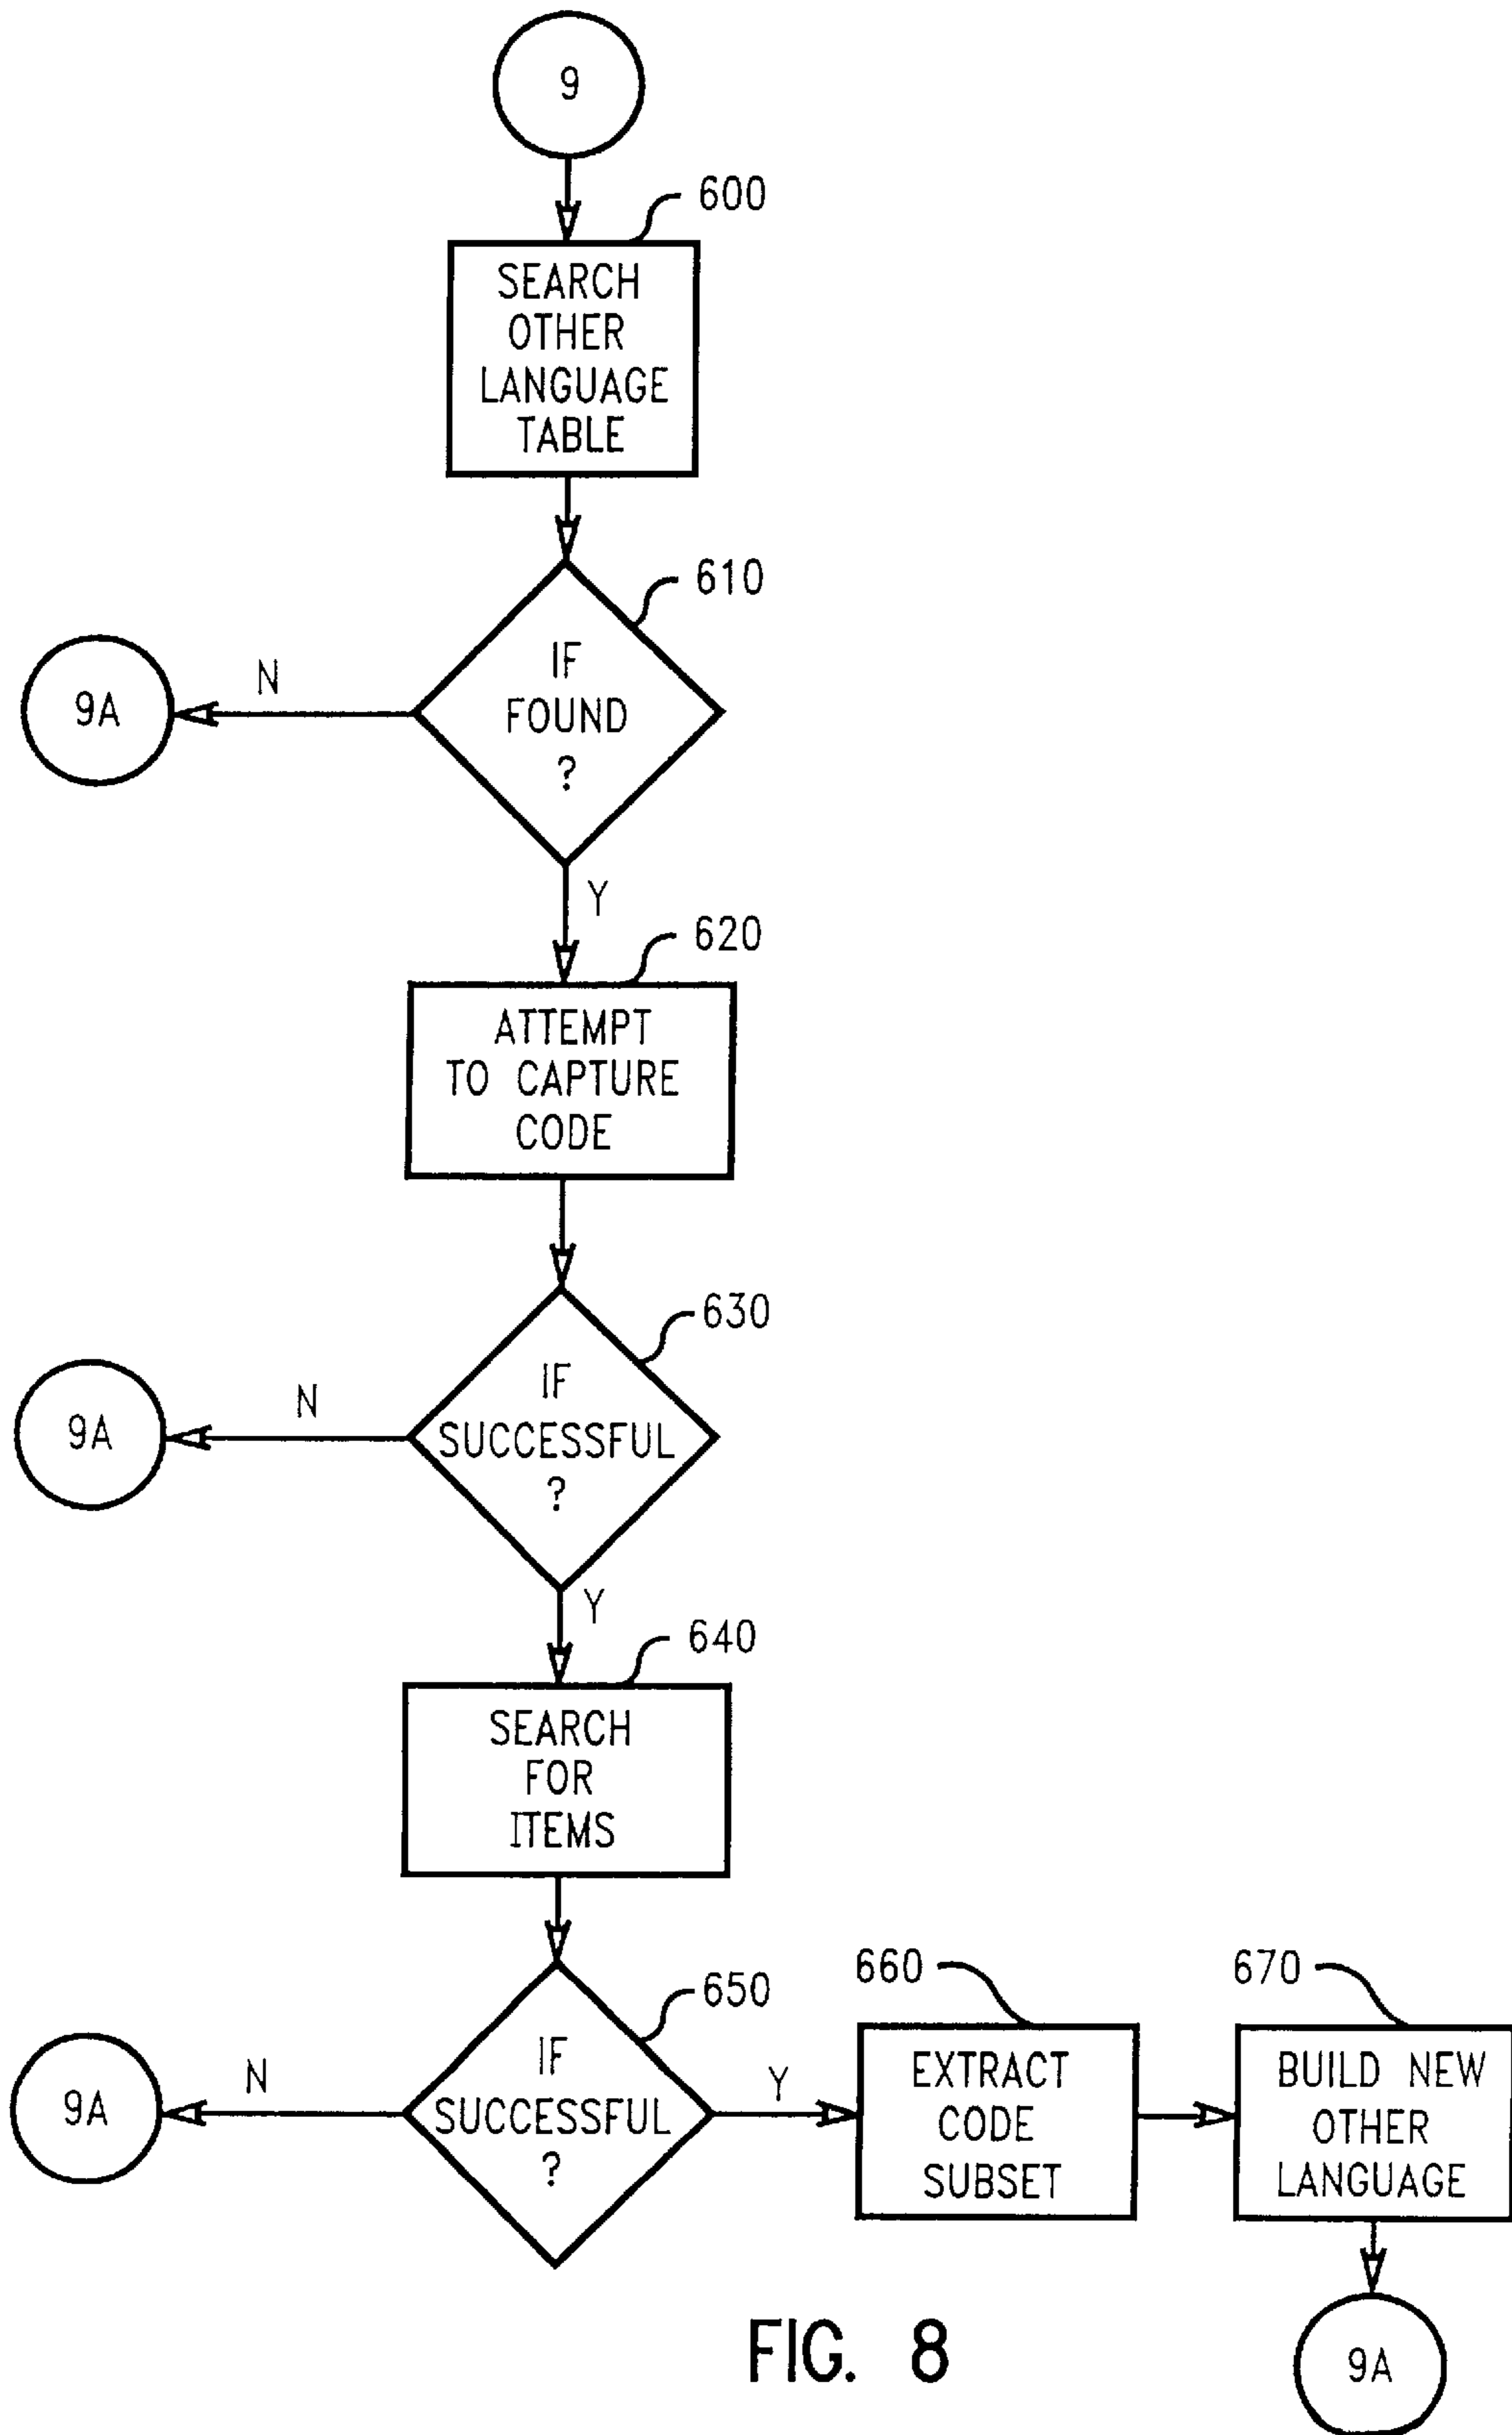 9
600
SEARCH
OTHER
LANGUAGE
TABLE
610
IF
FOUND
?
N
9A
Y
620
ATTEMPT
TO CAPTURE
CODE
630
IF
SUCCESSFUL
?
N
9A
Y
640
SEARCH
FOR
ITEMS
650
IF
SUCCESSFUL
?
N
9A
Y
660
EXTRACT
CODE
SUBSET
670
BUILD NEW
OTHER
LANGUAGE
9A
FIG. 8